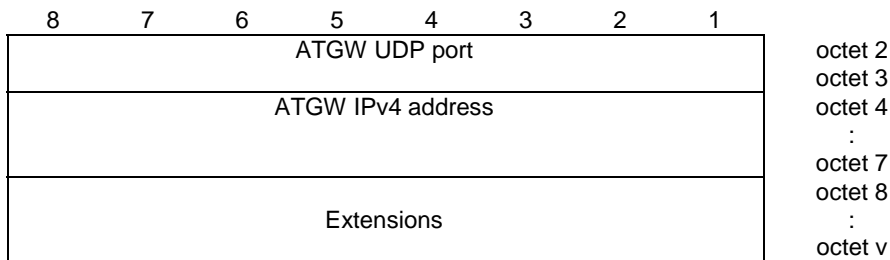 8 7 6 5 4 3 2 1
ATGW UDP port octet 2
octet 3
ATGW IPv4 address octet 4
:
octet 7
octet 8
Extensions :
octet v